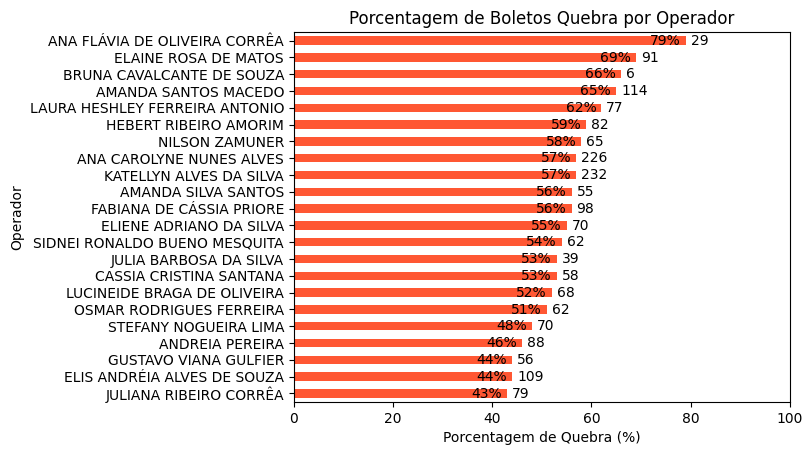 Porcentagem de Boletos Quebra por Operador
Operador
ANA FLÁVIA DE OLIVEIRA CORRÊA 79% 29
ELAINE ROSA DE MATOS 69% 91
BRUNA CAVALCANTE DE SOUZA 66% 6
AMANDA SANTOS MACEDO 65% 114
LAURA HESHLEY FERREIRA ANTONIO 62% 77
HEBERT RIBEIRO AMORIM 59% 82
NILSON ZAMUNER 58% 65
ANA CAROLYNE NUNES ALVES 57% 226
KATELLYN ALVES DA SILVA 57% 232
AMANDA SILVA SANTOS 56% 55
FABIANA DE CÁSSIA PRIORE 56% 98
ELIENE ADRIANO DA SILVA 55% 70
SIDNEI RONALDO BUENO MESQUITA 54% 62
JULIA BARBOSA DA SILVA 53% 39
CÁSSIA CRISTINA SANTANA 53% 58
LUCINEIDE BRAGA DE OLIVEIRA 52% 68
OSMAR RODRIGUES FERREIRA 51% 62
STEFANY NOGUEIRA LIMA 48% 70
ANDREIA PEREIRA 46% 88
GUSTAVO VIANA GULFIER 44% 56
ELIS ANDRÉIA ALVES DE SOUZA 44% 109
JULIANA RIBEIRO CORRÊA 43% 79
0 20 40 60 80 100
Porcentagem de Quebra (%)